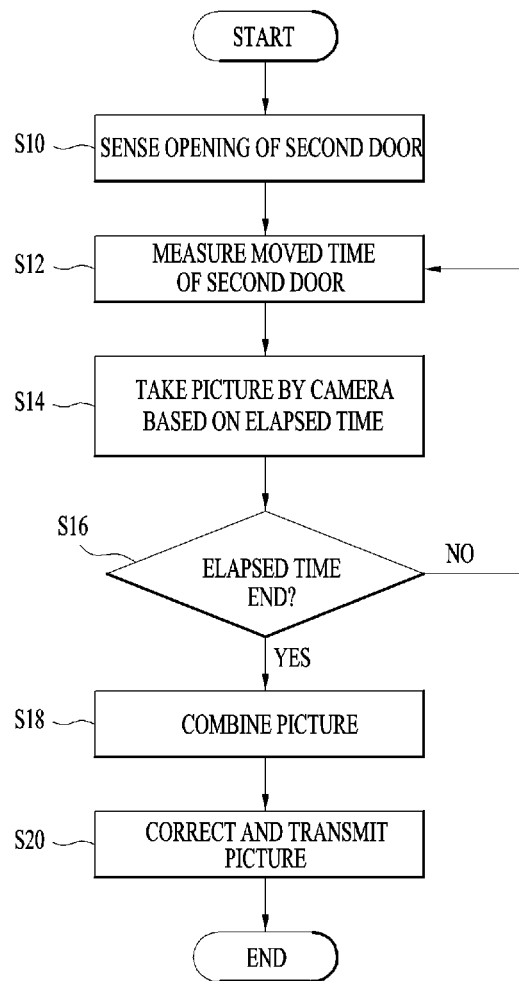 START
S10
SENSE OPENING OF SECOND DOOR
S12
MEASURE MOVED TIME
OF SECOND DOOR
S14
TAKE PICTURE BY CAMERA
BASED ON ELAPSED TIME
S16
ELAPSED TIME
END?
NO
YES
S18
COMBINE PICTURE
S20
CORRECT AND TRANSMIT
PICTURE
END